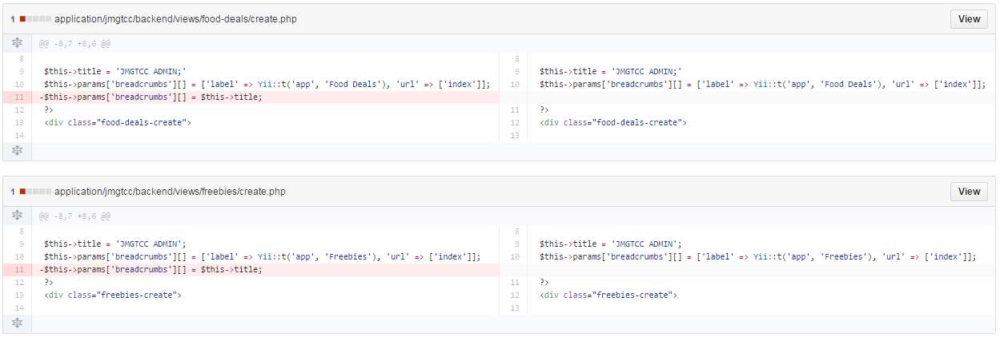 1 application/jmgtcc/backend/views/food-deals/create.php View
@@ -8,7 +8,6 @@
8 8
9 $this->title = 'JMGTCC ADMIN;' 9 $this->title = 'JMGTCC ADMIN;'
10 $this->params['breadcrumbs'][] = ['label' => Yii::t('app', 'Food Deals'), 'url' => ['index']]; 10 $this->params['breadcrumbs'][] = ['label' => Yii::t('app', 'Food Deals'), 'url' => ['index']];
11 -$this->params['breadcrumbs'][] = $this->title;
12 ?> 11 ?>
13 <div class="food-deals-create"> 12 <div class="food-deals-create">
14 13
1 application/jmgtcc/backend/views/freebies/create.php View
@@ -8,7 +8,6 @@
8 8
9 $this->title = 'JMGTCC ADMIN'; 9 $this->title = 'JMGTCC ADMIN';
10 $this->params['breadcrumbs'][] = ['label' => Yii::t('app', 'Freebies'), 'url' => ['index']]; 10 $this->params['breadcrumbs'][] = ['label' => Yii::t('app', 'Freebies'), 'url' => ['index']];
11 -$this->params['breadcrumbs'][] = $this->title;
12 ?> 11 ?>
13 <div class="freebies-create"> 12 <div class="freebies-create">
14 13